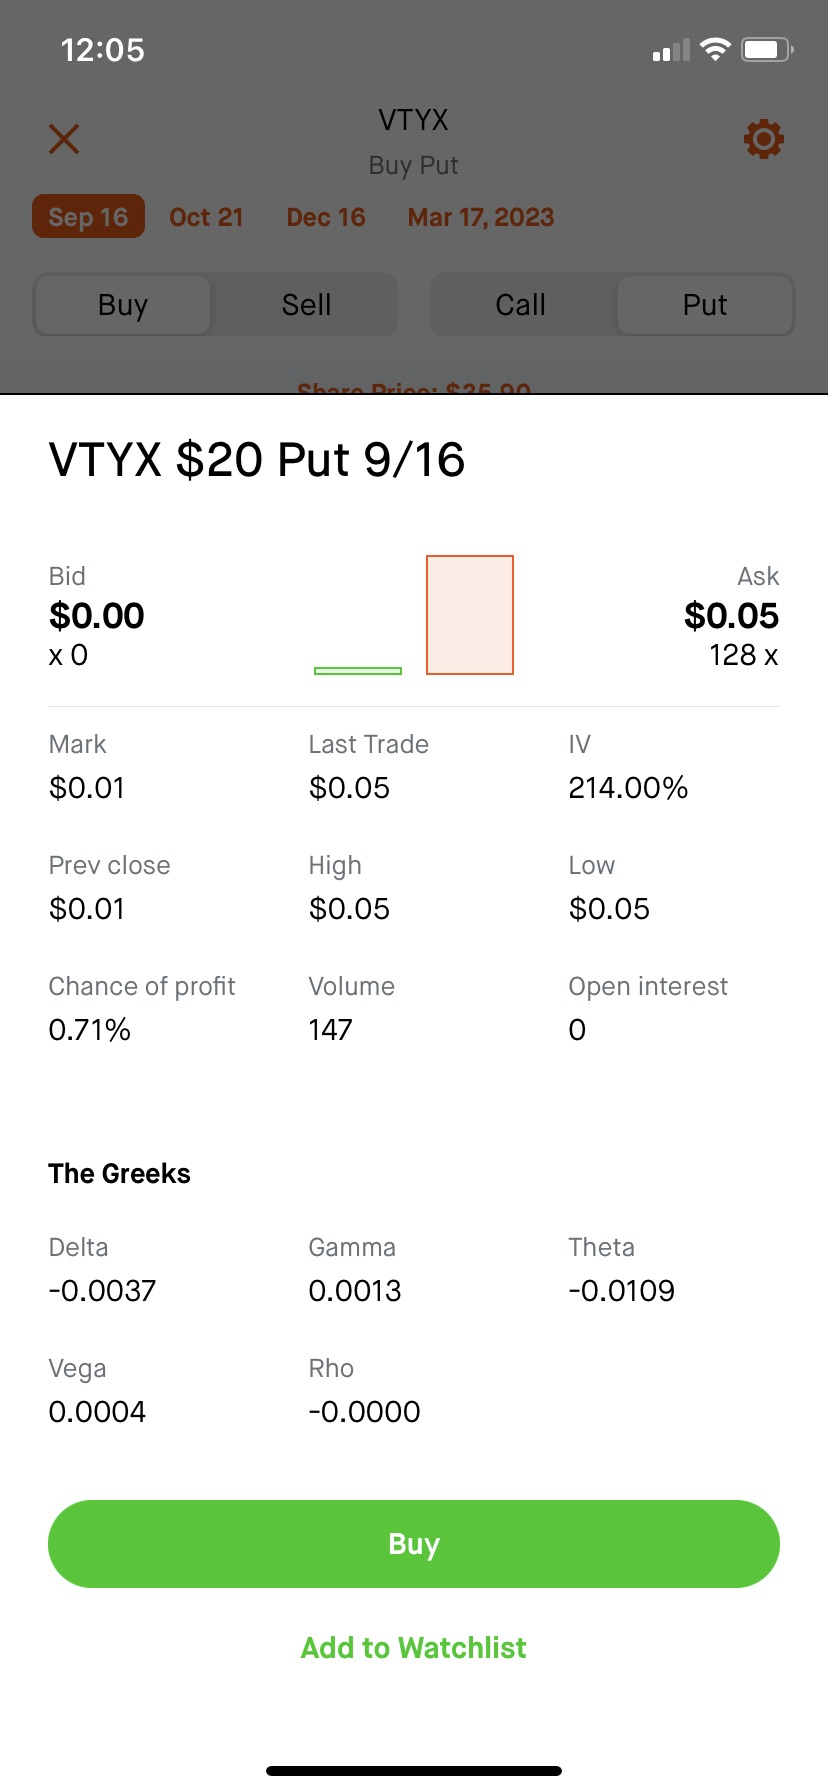 12:05
VTYX
Buy Put
Sep 16 Oct 21 Dec 16 Mar 17, 2023
Buy Sell Call Put
Share Price: $35.90
VTYX $20 Put 9/16
Bid Ask
$0.00 $0.05
x 0 128 x
Mark Last Trade IV
$0.01 $0.05 214.00%
Prev close High Low
$0.01 $0.05 $0.05
Chance of profit Volume Open interest
0.71% 147 0
The Greeks
Delta Gamma Theta
-0.0037 0.0013 -0.0109
Vega Rho
0.0004 -0.0000
Buy
Add to Watchlist